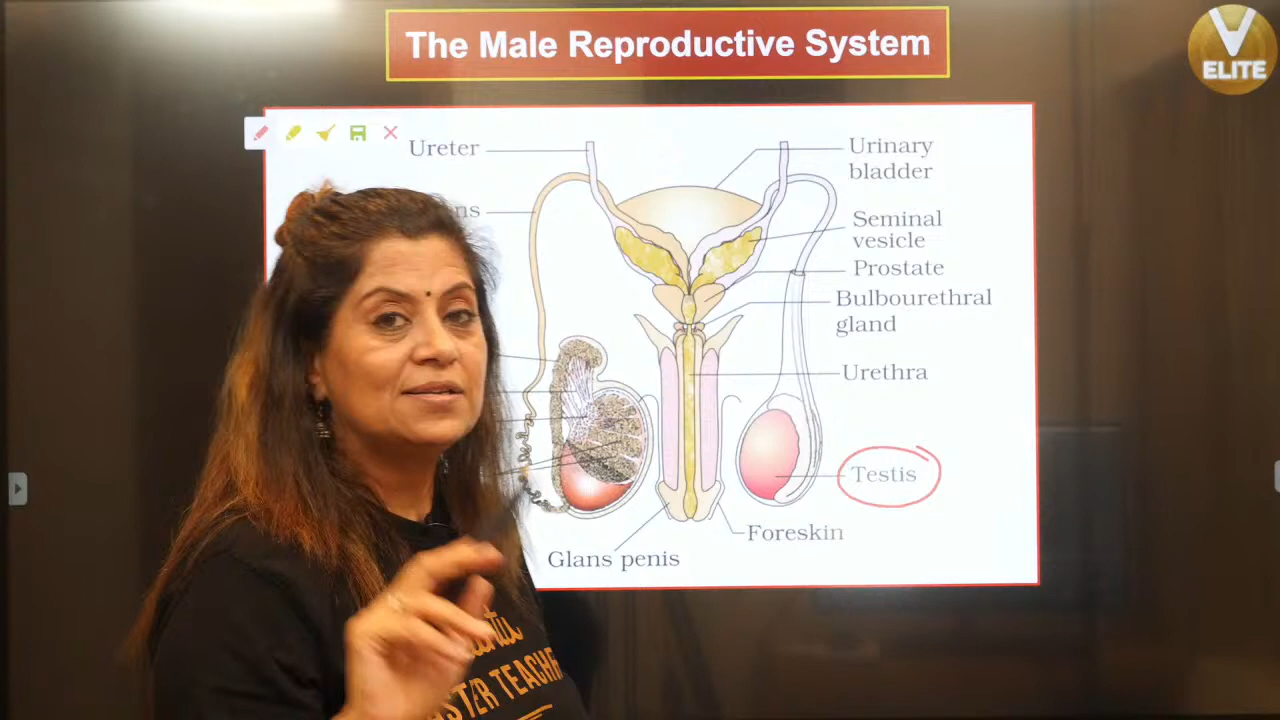 The Male Reproductive System
V
ELITE
Ureter
Urinary
bladder
Seminal
vesicle
Prostate
Bulbourethral
gland
Urethra
Testis
Foreskin
Glans penis